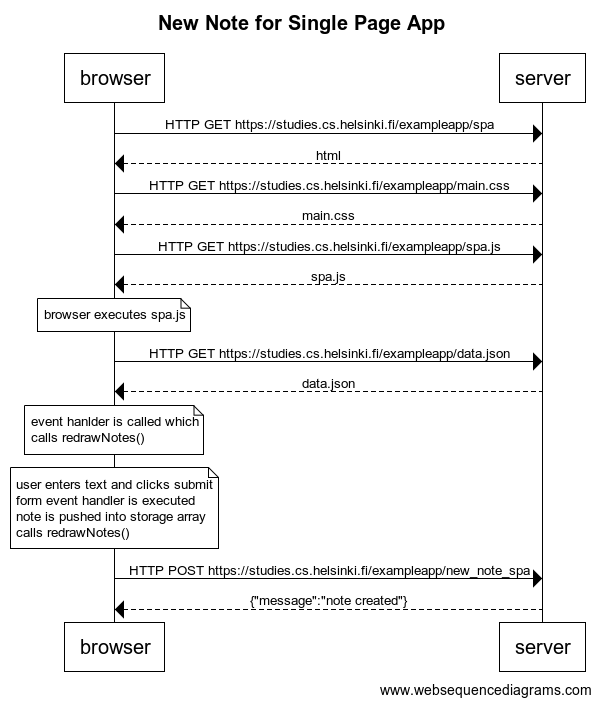 New Note for Single Page App
browser
server
HTTP GET https://studies.cs.helsinki.fi/exampleapp/spa
html
HTTP GET https://studies.cs.helsinki.fi/exampleapp/main.css
main.css
HTTP GET https://studies.cs.helsinki.fi/exampleapp/spa.js
spa.js
browser executes spa.js
HTTP GET https://studies.cs.helsinki.fi/exampleapp/data.json
data.json
event hanlder is called which
calls redrawNotes()
user enters text and clicks submit
form event handler is executed
note is pushed into storage array
calls redrawNotes()
HTTP POST https://studies.cs.helsinki.fi/exampleapp/new_note_spa
{"message":"note created"}
browser
server
www.websequencediagrams.com